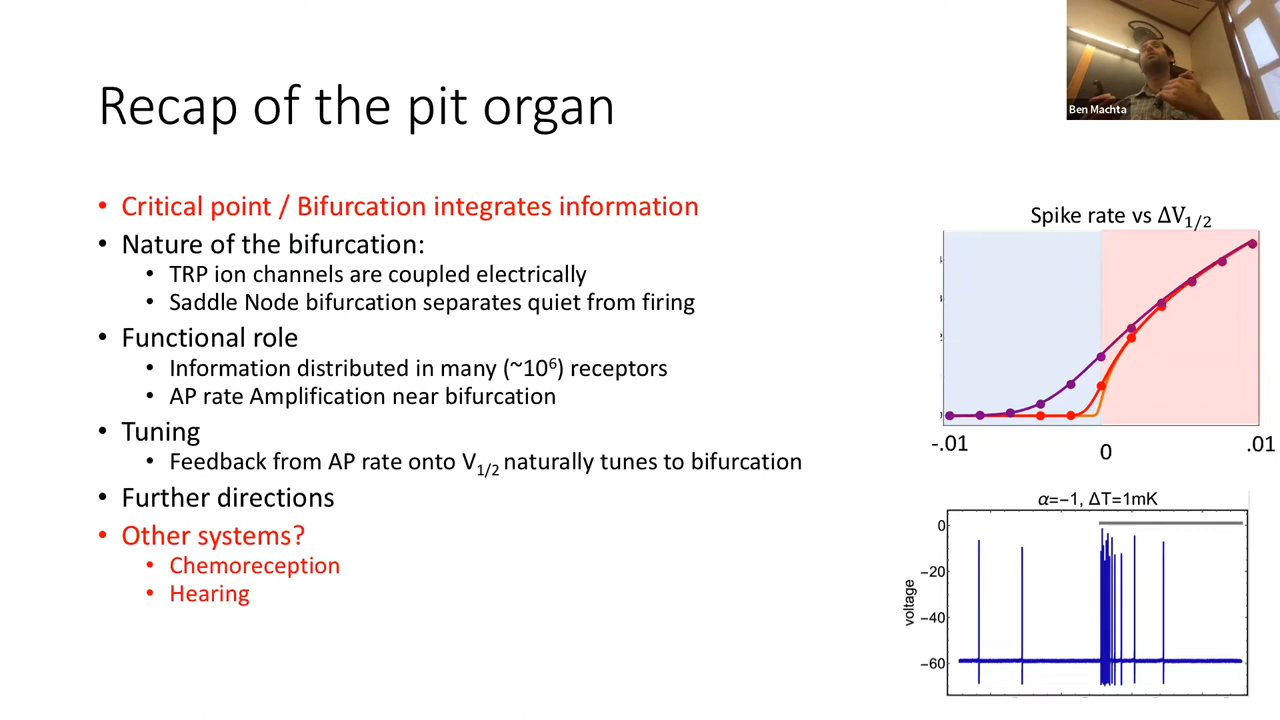 Ben Machta
Recap of the pit organ
• Critical point / Bifurcation integrates information
• Nature of the bifurcation:
• TRP ion channels are coupled electrically
• Saddle Node bifurcation separates quiet from firing
• Functional role
• Information distributed in many (~10⁶) receptors
• AP rate Amplification near bifurcation
• Tuning
• Feedback from AP rate onto V₁/₂ naturally tunes to bifurcation
• Further directions
• Other systems?
• Chemoreception
• Hearing
Spike rate vs ΔV₁/₂
-.01
0
.01
α=−1, ΔT=1mK
voltage
0
−20
−40
−60